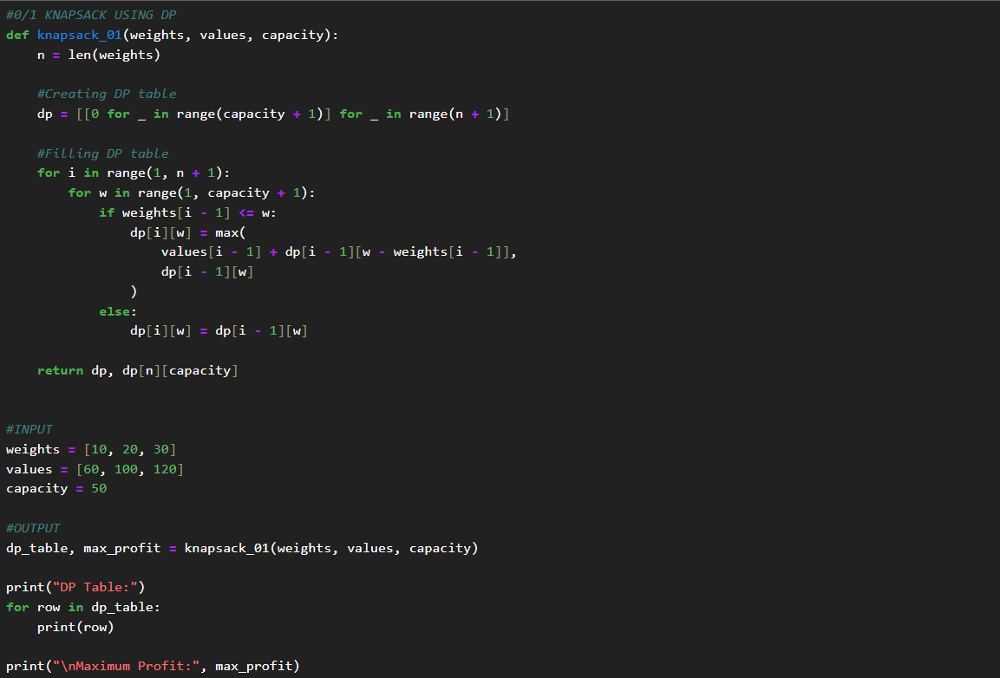 #0/1 KNAPSACK USING DP
def knapsack_01(weights, values, capacity):
    n = len(weights)

    #Creating DP table
    dp = [[0 for _ in range(capacity + 1)] for _ in range(n + 1)]

    #Filling DP table
    for i in range(1, n + 1):
        for w in range(1, capacity + 1):
            if weights[i - 1] <= w:
                dp[i][w] = max(
                    values[i - 1] + dp[i - 1][w - weights[i - 1]],
                    dp[i - 1][w]
                )
            else:
                dp[i][w] = dp[i - 1][w]

    return dp, dp[n][capacity]


#INPUT
weights = [10, 20, 30]
values = [60, 100, 120]
capacity = 50

#OUTPUT
dp_table, max_profit = knapsack_01(weights, values, capacity)

print("DP Table:")
for row in dp_table:
    print(row)

print("\nMaximum Profit:", max_profit)